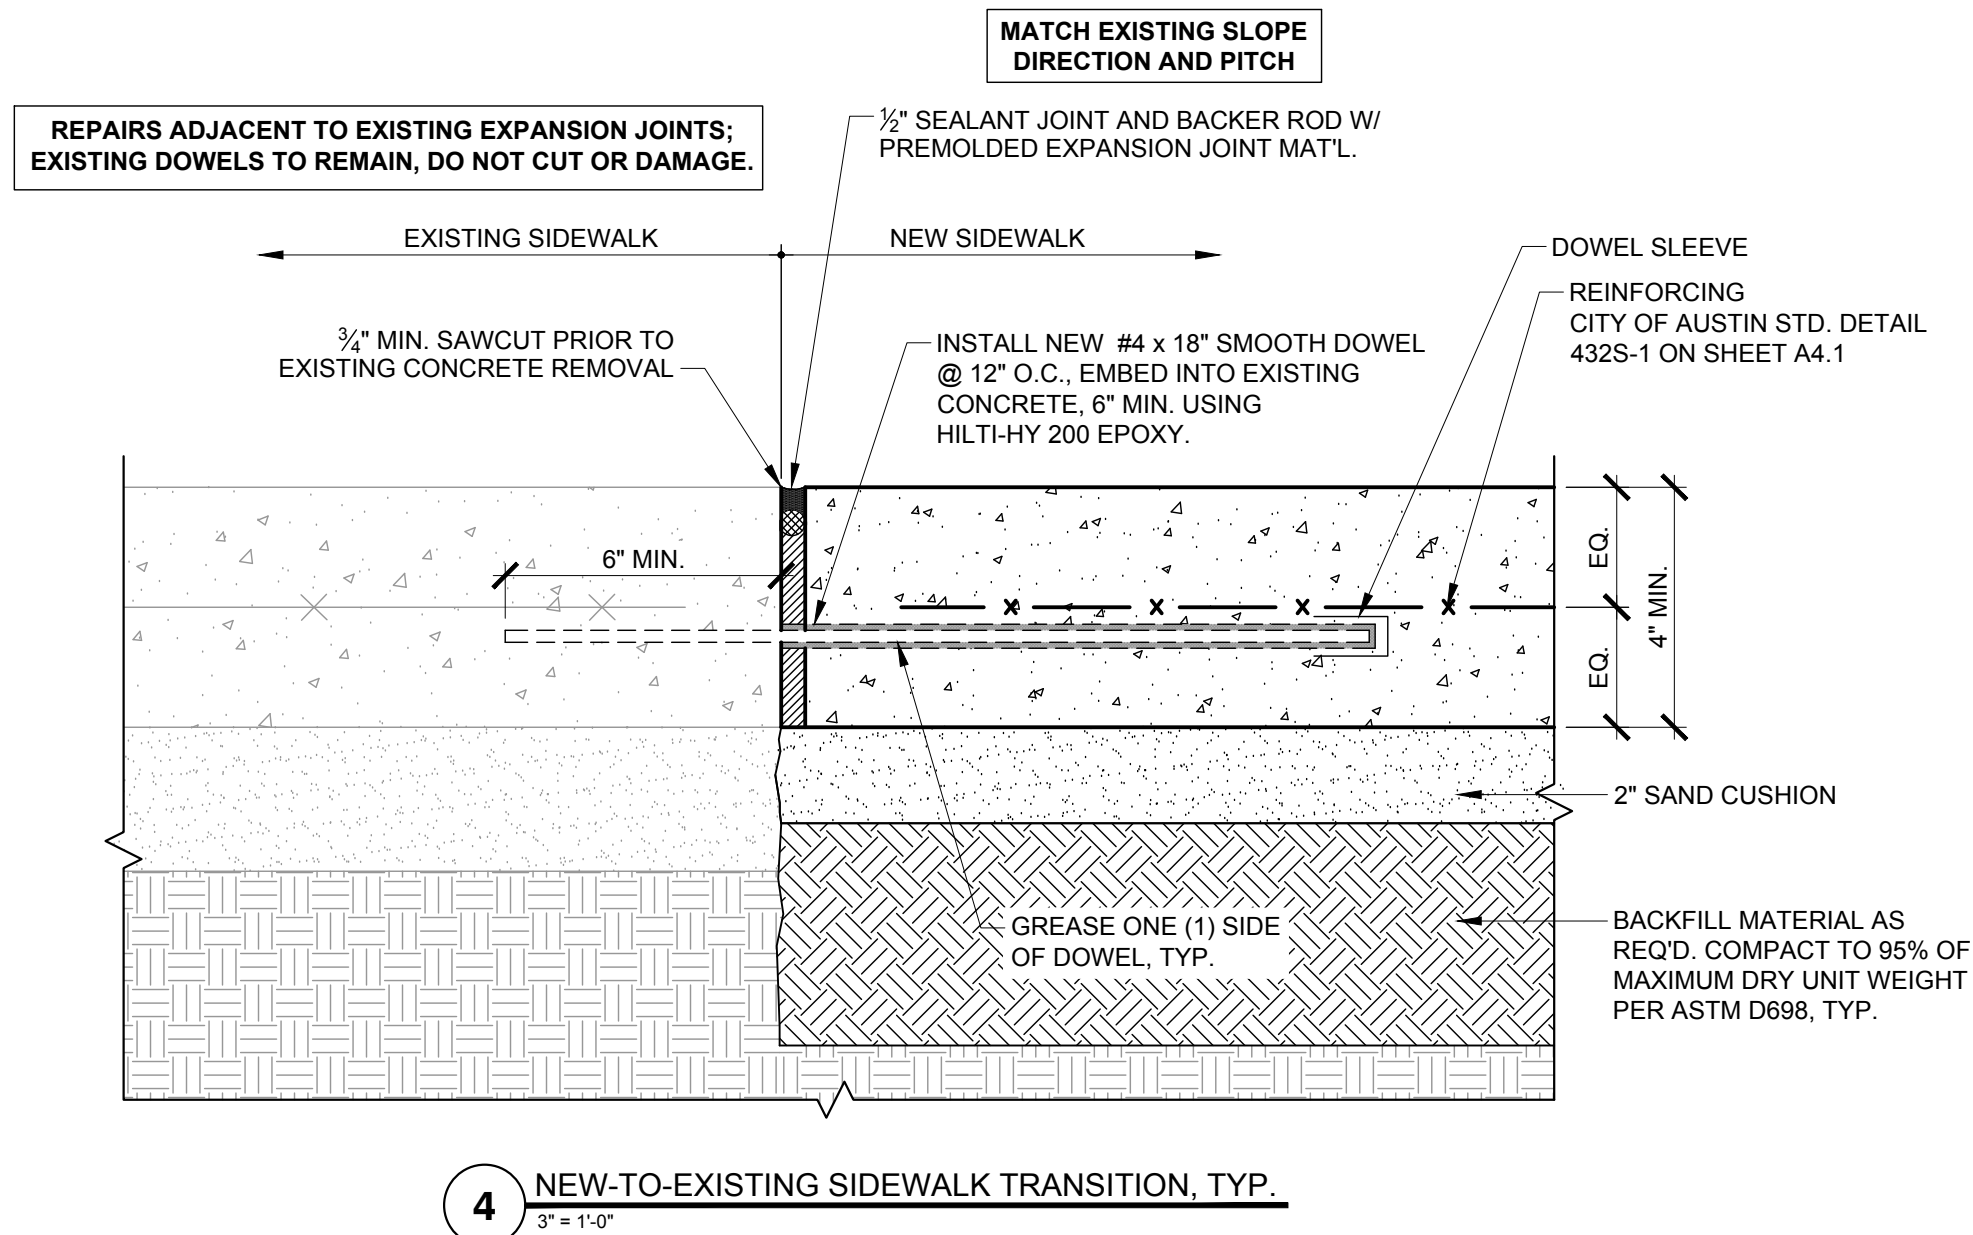 MATCH EXISTING SLOPE
DIRECTION AND PITCH
REPAIRS ADJACENT TO EXISTING EXPANSION JOINTS;
EXISTING DOWELS TO REMAIN, DO NOT CUT OR DAMAGE.
½" SEALANT JOINT AND BACKER ROD W/
PREMOLDED EXPANSION JOINT MAT'L.
EXISTING SIDEWALK
NEW SIDEWALK
DOWEL SLEEVE
REINFORCING
CITY OF AUSTIN STD. DETAIL
432S-1 ON SHEET A4.1
¾" MIN. SAWCUT PRIOR TO
EXISTING CONCRETE REMOVAL
INSTALL NEW #4 x 18" SMOOTH DOWEL
@ 12" O.C., EMBED INTO EXISTING
CONCRETE, 6" MIN. USING
HILTI-HY 200 EPOXY.
6" MIN.
EQ.
EQ.
4" MIN.
2" SAND CUSHION
GREASE ONE (1) SIDE
OF DOWEL, TYP.
BACKFILL MATERIAL AS
REQ'D. COMPACT TO 95% OF
MAXIMUM DRY UNIT WEIGHT
PER ASTM D698, TYP.
4
NEW-TO-EXISTING SIDEWALK TRANSITION, TYP.
3" = 1'-0"